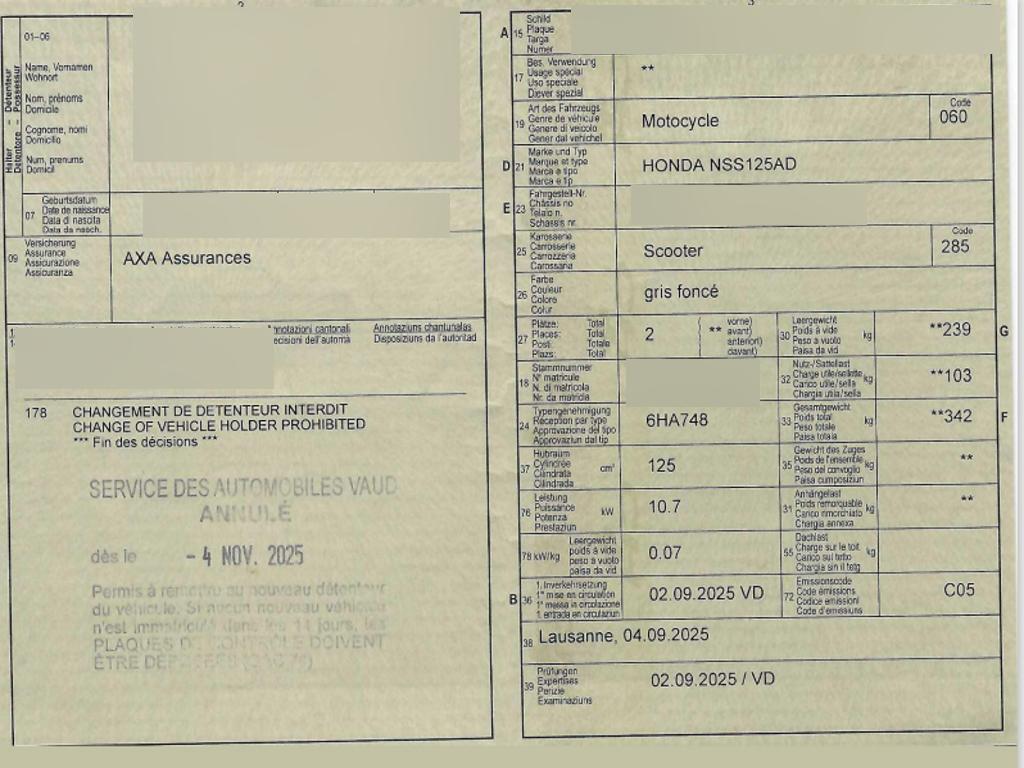 01-06
Halter - Détenteur
Detentore - Possessur
Name, Vornamen
Wohnort
Nom, prénoms
Domicile
Cognome, nomi
Domicilio
Num, prenums
Domicil
07
Geburtsdatum
Date de naissance
Data di nascita
Data da nasch.
09
Versicherung
Assurance
Assicurazione
Assicuranza
AXA Assurances
Annotaziuns chantunalas
Disposiziuns da l'autoritad
178 CHANGEMENT DE DETENTEUR INTERDIT
CHANGE OF VEHICLE HOLDER PROHIBITED
*** Fin des décisions ***
SERVICE DES AUTOMOBILES VAUD
ANNULÉ
dès le - 4 NOV. 2025
Permis à remettre au nouveau détenteur
du véhicule. Si aucun nouveau véhicule
n'est immatriculé dans les 14 jours, les
PLAQUES DE CONTRÔLE DOIVENT
ÊTRE DÉPOSÉES
A 15
Schild
Plaque
Targa
Numer
17
Bes. Verwendung
Usage spécial
Uso speciale
Diever spezial
**
19
Art des Fahrzeugs
Genre de véhicule
Genere di veicolo
Gener dal vehichel
Motocycle
Code
060
D 21
Marke und Typ
Marque et type
Marca e tipo
Marca e tip
HONDA NSS125AD
E 23
Fahrgestell-Nr.
Châssis no
Telaio n.
Schassis nr.
25
Karosserie
Carrosserie
Carrozzeria
Carossaria
Scooter
Code
285
26
Farbe
Couleur
Colore
Colur
gris foncé
27
Plätze: Total
Places: Total
Posti: Totale
Plazs: Total
2
( ** vorne)
avant)
anteriori)
davant)
30
Leergewicht
Poids à vide
Peso a vuoto
Paisa da vid
kg
**239
G
18
Stammnummer
N° matricule
N. di matricola
Nr. da matricla
32
Nutz-/Sattellast
Charge utile/sellette
Carico utile/sella
Chargia utila/sella
kg
**103
24
Typengenehmigung
Réception par type
Approvazione del tipo
Approvaziun dal tip
6HA748
33
Gesamtgewicht
Poids total
Peso totale
Paisa totala
kg
**342
F
37
Hubraum
Cylindrée
Cilindrata
Cilindrada
cm³
125
35
Gewicht des Zuges
Poids de l'ensemble
Peso del convoglio
Paisa cumposiziun
kg
**
76
Leistung
Puissance
Potenza
Prestaziun
kW
10.7
31
Anhängelast
Poids remorquable
Carico rimorchiato
Chargia annexa
kg
**
78 kW/kg
Leergewicht
poids à vide
peso a vuoto
paisa da vid
0.07
55
Dachlast
Charge sur le toit
Carico sul tetto
Chargia sin il tetg
kg
B 36
1. Inverkehrsetzung
1re mise en circulation
1a messa in circolazione
1. entrada en circulaziun
02.09.2025 VD
72
Emissionscode
Code émissions
Codice emissioni
Code d'emissiuns
C05
38
Lausanne, 04.09.2025
39
Prüfungen
Expertises
Perizie
Examinaziuns
02.09.2025 / VD